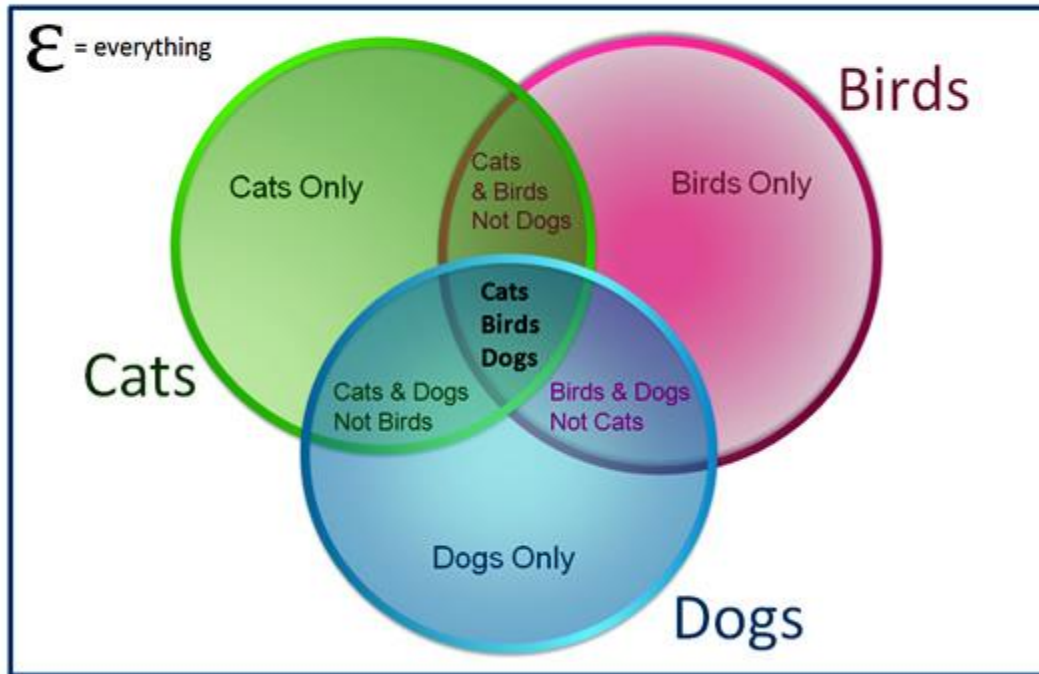 Ɛ = everything
Birds
Cats Only
Cats
& Birds
Not Dogs
Birds Only
Cats
Birds
Dogs
Cats
Cats & Dogs
Not Birds
Birds & Dogs
Not Cats
Dogs Only
Dogs